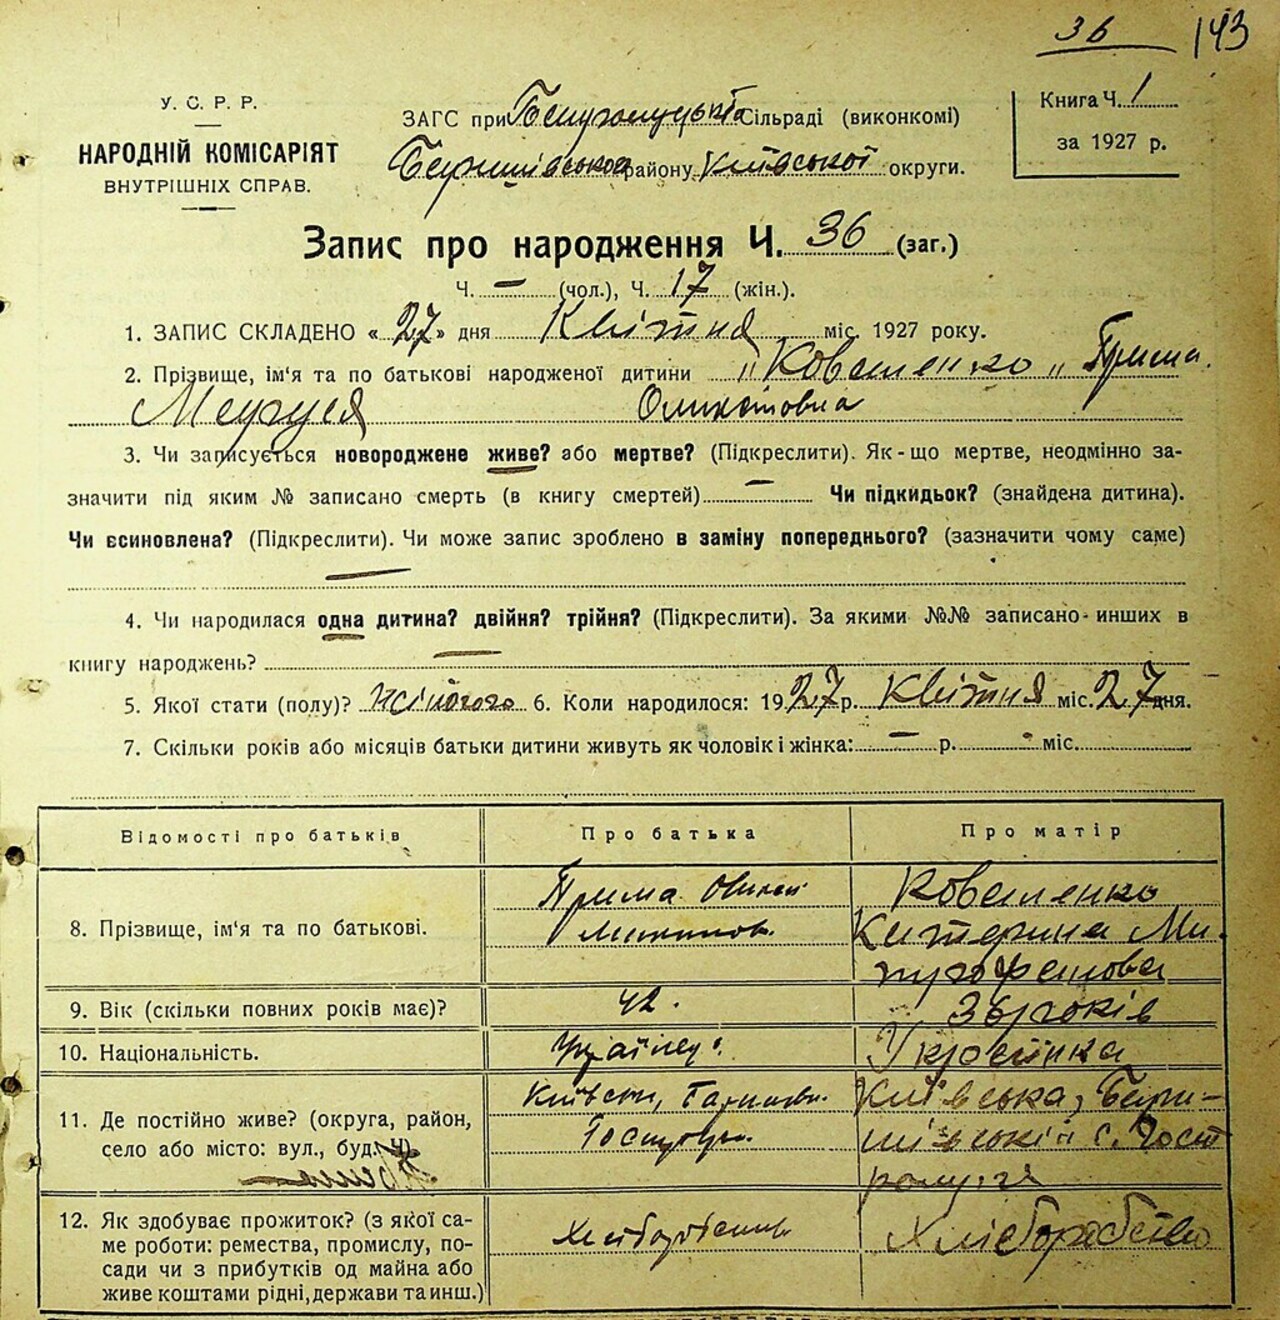 36 143
У. С. Р. Р.
НАРОДНІЙ КОМІСАРІЯТ
ВНУТРІШНІХ СПРАВ.
ЗАГС при Сільраді (виконкомі)
району Київської округи.
Книга Ч. 1
за 1927 р.
Запис про народження Ч. 36 (заг.)
Ч. — (чол.), Ч. 17 (жін.).
1. ЗАПИС СКЛАДЕНО «27» дня Квітня міс. 1927 року.
2. Прізвище, ім'я та по батькові народженої дитини „Коваленко„ Прима
3. Чи записується новороджене живе? або мертве? (Підкреслити). Як-що мертве, неодмінно за-
значити під яким № записано смерть (в книгу смертей) — Чи підкидьок? (знайдена дитина).
Чи єсиновлена? (Підкреслити). Чи може запис зроблено в заміну попереднього? (зазначити чому саме)
—
4. Чи народилася одна дитина? двійня? трійня? (Підкреслити). За якими №№ записано инших в
книгу народжень? —
5. Якої стати (полу)? жіночого 6. Коли народилося: 1927 р. Квітня міс. 27 дня.
7. Скільки років або місяців батьки дитини живуть як чоловік і жінка: — р. - міс.
Відомості про батьків Про батька Про матір
8. Прізвище, ім'я та по батькові. Прима Коваленко
Катерина Ми-
9. Вік (скільки повних років має)? 42. 36 років
10. Національність. Україн. Українка
11. Де постійно живе? (округа, район, село або місто: вул., буд. Ч). Київська,
12. Як здобуває прожиток? (з якої са- Хліборобство
ме роботи: ремества, промислу, по-
сади чи з прибутків од майна або
живе коштами рідні, держави та инш.)